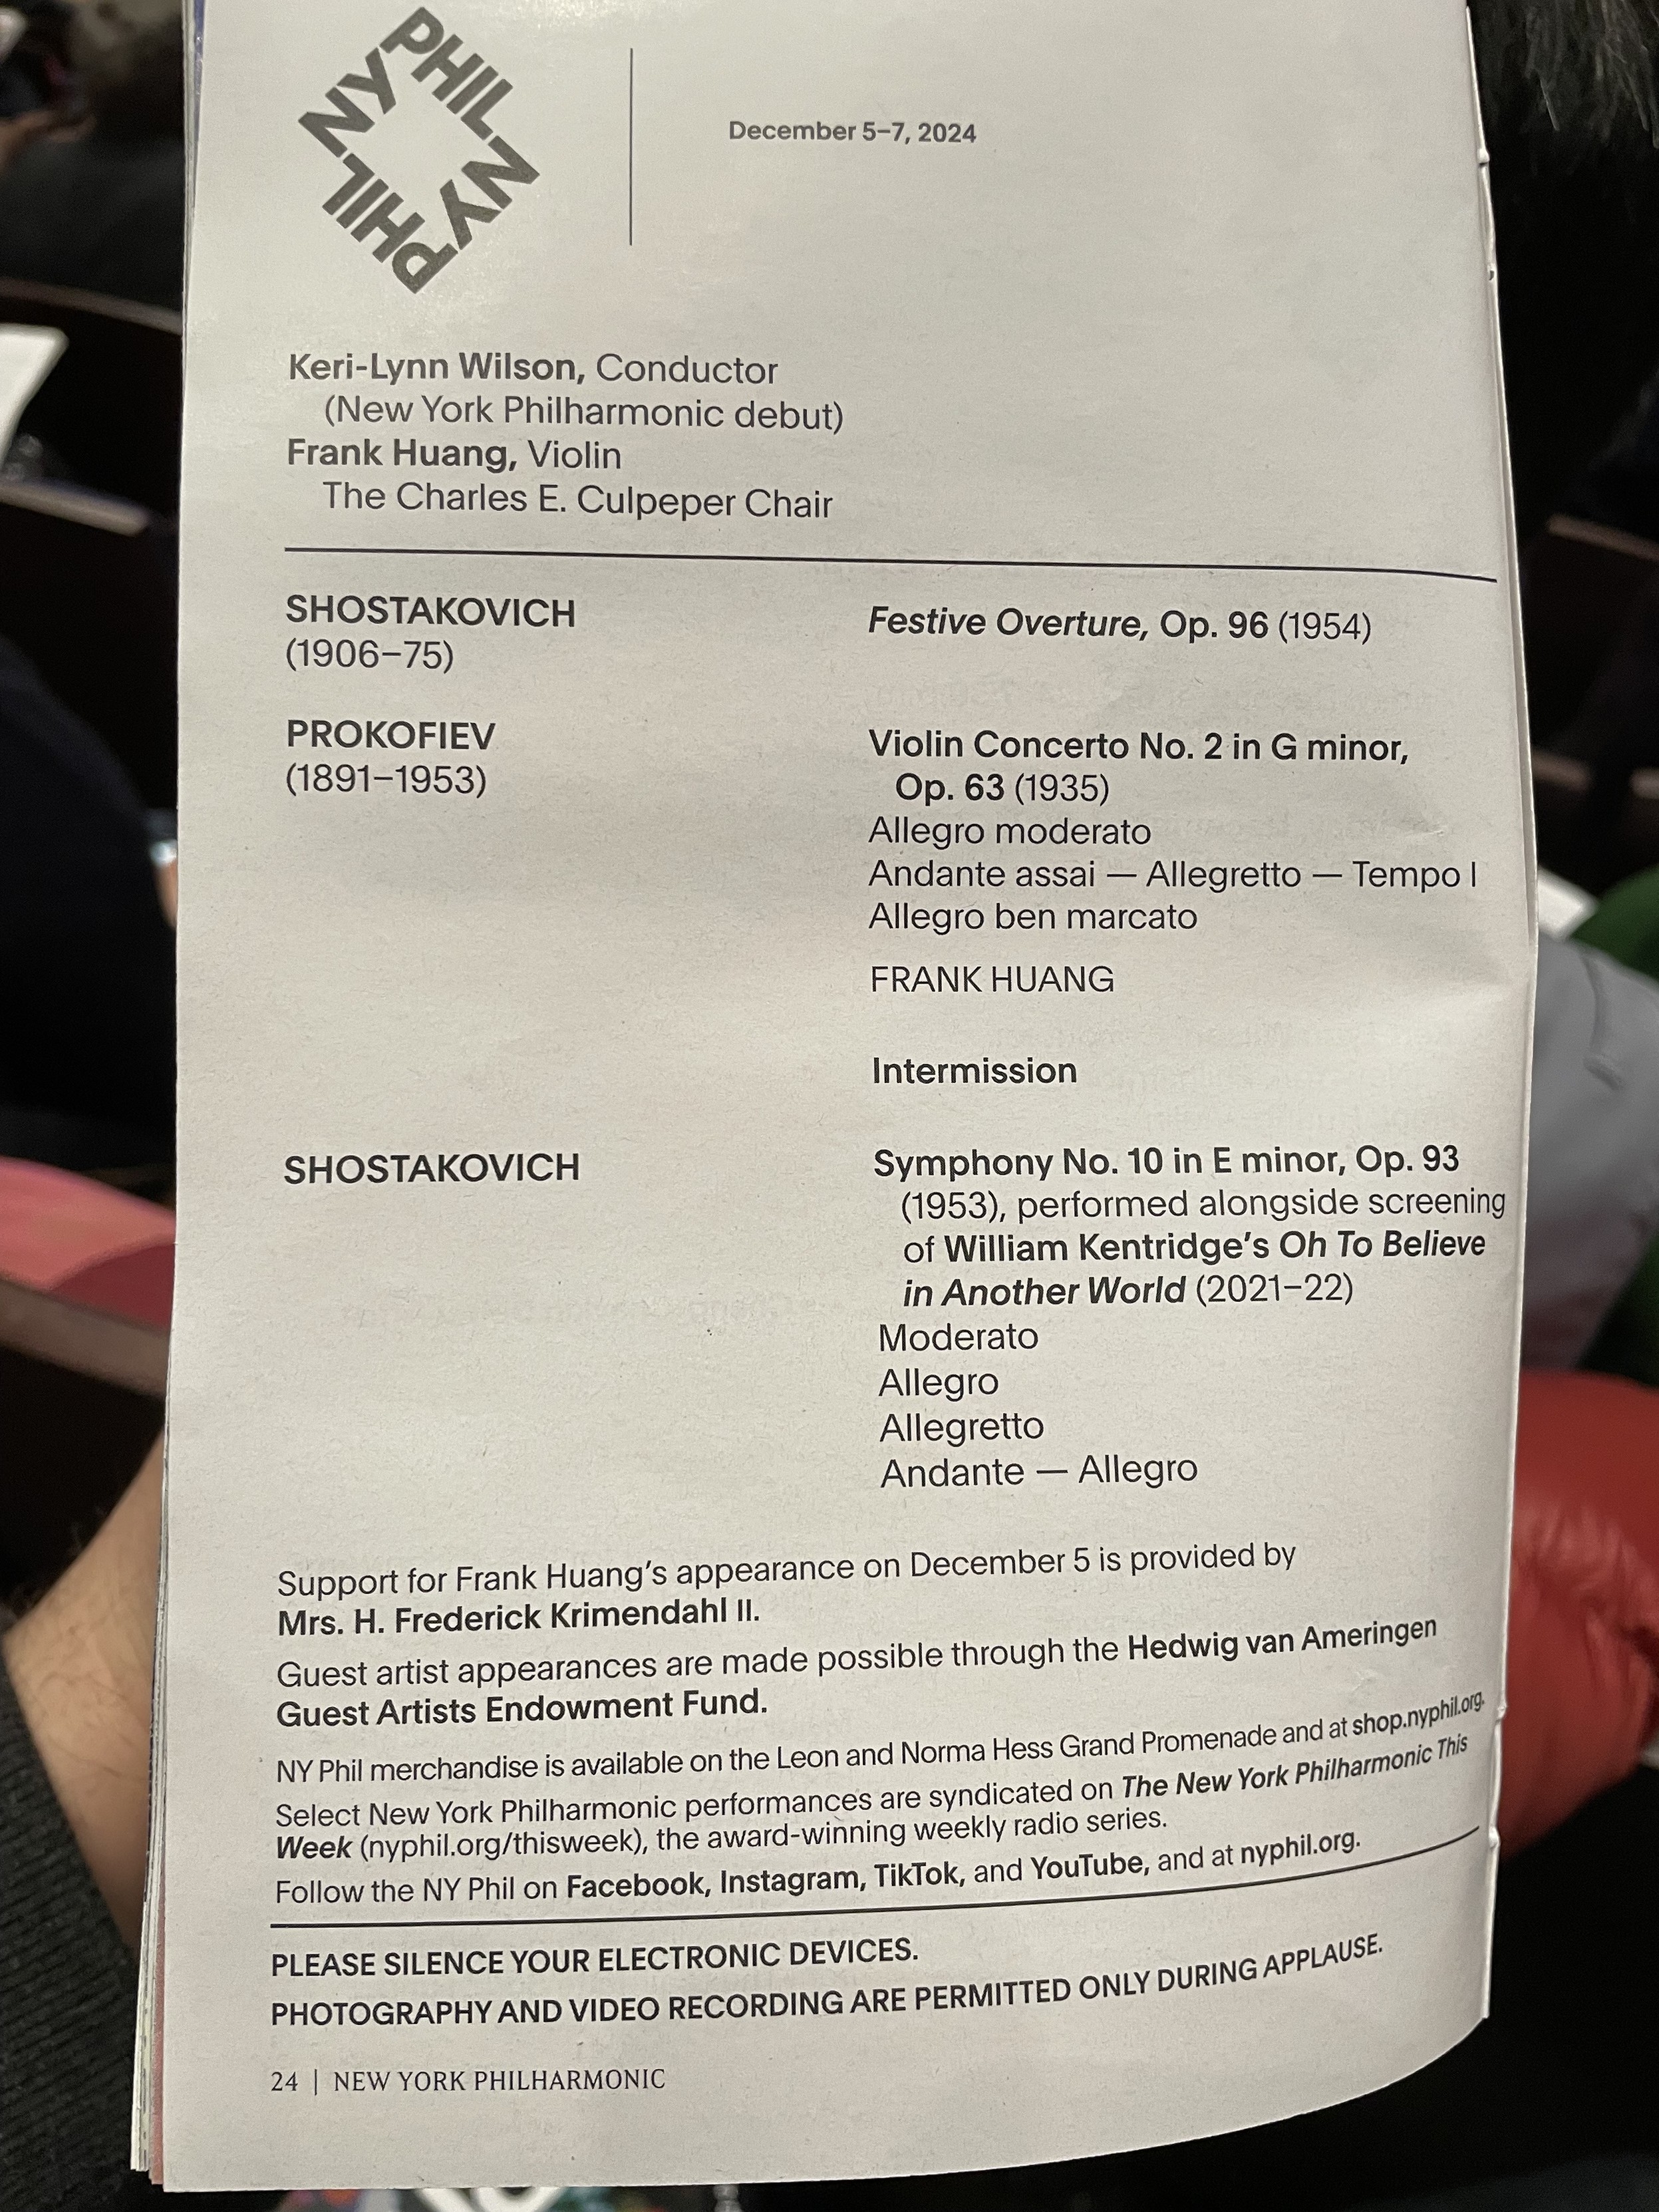 NY PHIL NY PHIL
December 5–7, 2024
Keri-Lynn Wilson, Conductor
(New York Philharmonic debut)
Frank Huang, Violin
The Charles E. Culpeper Chair
SHOSTAKOVICH
(1906–75)
Festive Overture, Op. 96 (1954)
PROKOFIEV
(1891–1953)
Violin Concerto No. 2 in G minor,
Op. 63 (1935)
Allegro moderato
Andante assai — Allegretto — Tempo I
Allegro ben marcato
FRANK HUANG
Intermission
SHOSTAKOVICH
Symphony No. 10 in E minor, Op. 93
(1953), performed alongside screening
of William Kentridge’s Oh To Believe
in Another World (2021–22)
Moderato
Allegro
Allegretto
Andante — Allegro
Support for Frank Huang’s appearance on December 5 is provided by
Mrs. H. Frederick Krimendahl II.
Guest artist appearances are made possible through the Hedwig van Ameringen
Guest Artists Endowment Fund.
NY Phil merchandise is available on the Leon and Norma Hess Grand Promenade and at shop.nyphil.org.
Select New York Philharmonic performances are syndicated on The New York Philharmonic This
Week (nyphil.org/thisweek), the award-winning weekly radio series.
Follow the NY Phil on Facebook, Instagram, TikTok, and YouTube, and at nyphil.org.
PLEASE SILENCE YOUR ELECTRONIC DEVICES.
PHOTOGRAPHY AND VIDEO RECORDING ARE PERMITTED ONLY DURING APPLAUSE.
24 | NEW YORK PHILHARMONIC